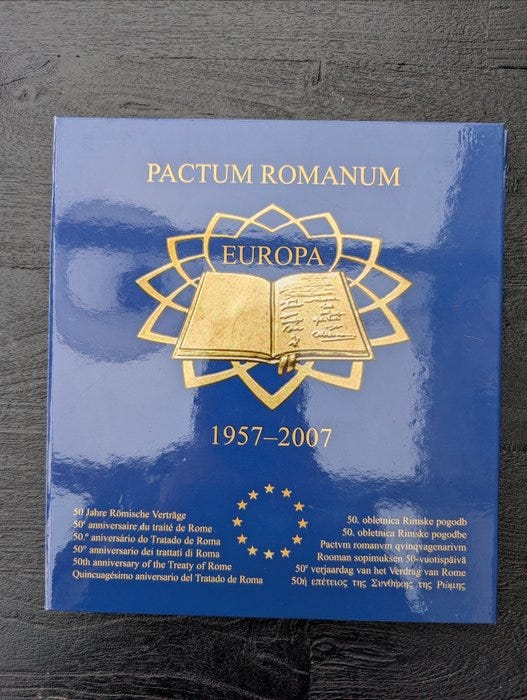 PACTUM ROMANUM
EUROPA
1957–2007
50 Jahre Römische Verträge
50e anniversaire du traité de Rome
50.º aniversário do Tratado de Roma
50º anniversario dei trattati di Roma
50th anniversary of the Treaty of Rome
Quincuagésimo aniversario del Tratado de Roma
50. obletnica Rimske pogodb
50. obletnica Rimske pogodbe
Pactvm romanvm qvinqvagenarivm
Rooman sopimuksen 50-vuotispäivä
50e verjaardag van het Verdrag van Rome
50ή επέτειος της Συνθήκης της Ρώμης